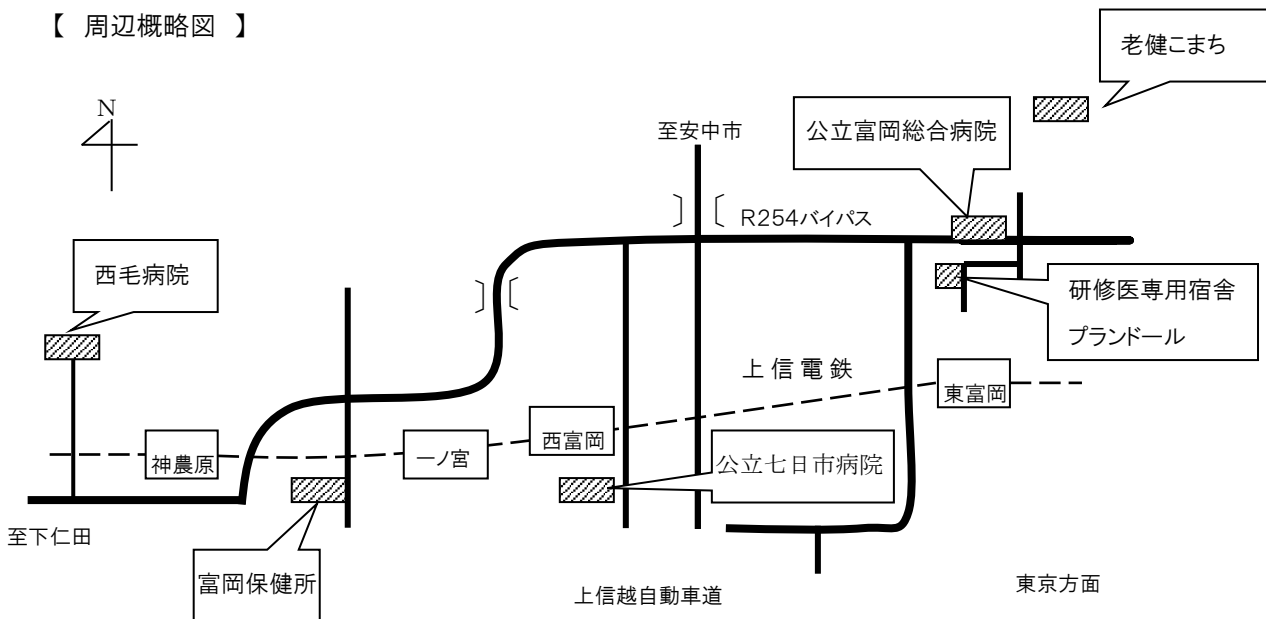 【 周辺概略図 】
老健こまち
N
公立富岡総合病院
至安中市
R254バイパス
西毛病院
研修医専用宿舎
プランドール
上信電鉄
東富岡
西富岡
一ノ宮
神農原
公立七日市病院
至下仁田
富岡保健所
上信越自動車道
東京方面